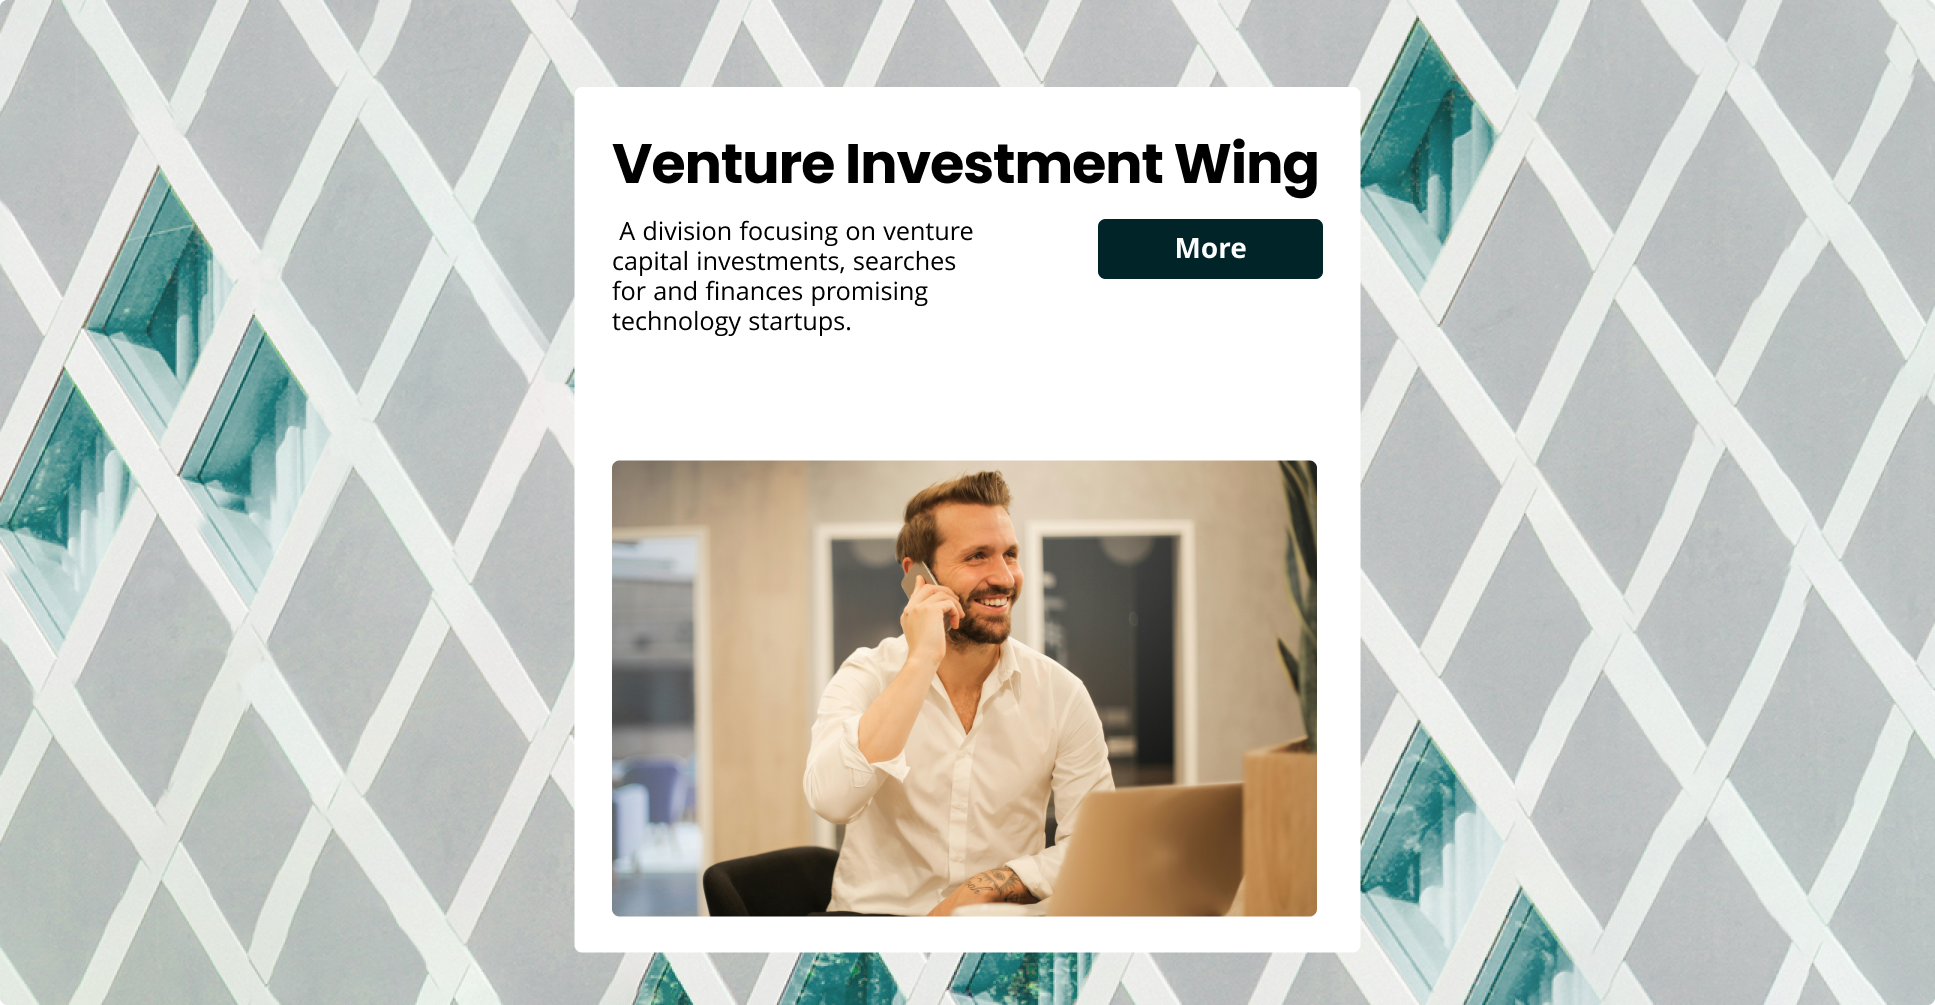 Venture Investment Wing
A division focusing on venture
capital investments, searches
for and finances promising
technology startups.
More